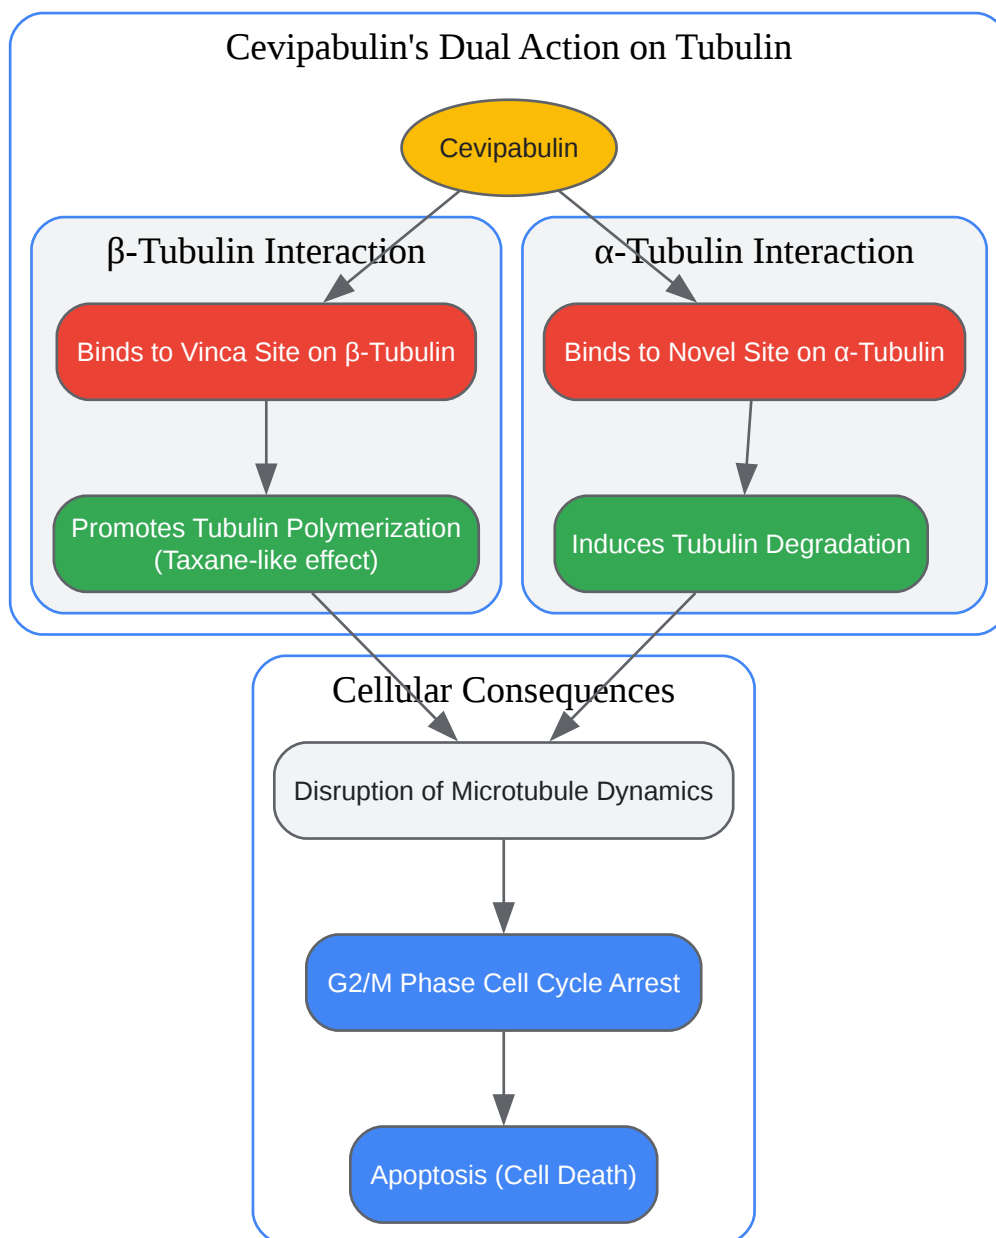 Cevipabulin's Dual Action on Tubulin
Cevipabulin
β-Tubulin Interaction
α-Tubulin Interaction
Binds to Vinca Site on β-Tubulin
Binds to Novel Site on α-Tubulin
Promotes Tubulin Polymerization
(Taxane-like effect)
Induces Tubulin Degradation
Cellular Consequences
Disruption of Microtubule Dynamics
G2/M Phase Cell Cycle Arrest
Apoptosis (Cell Death)